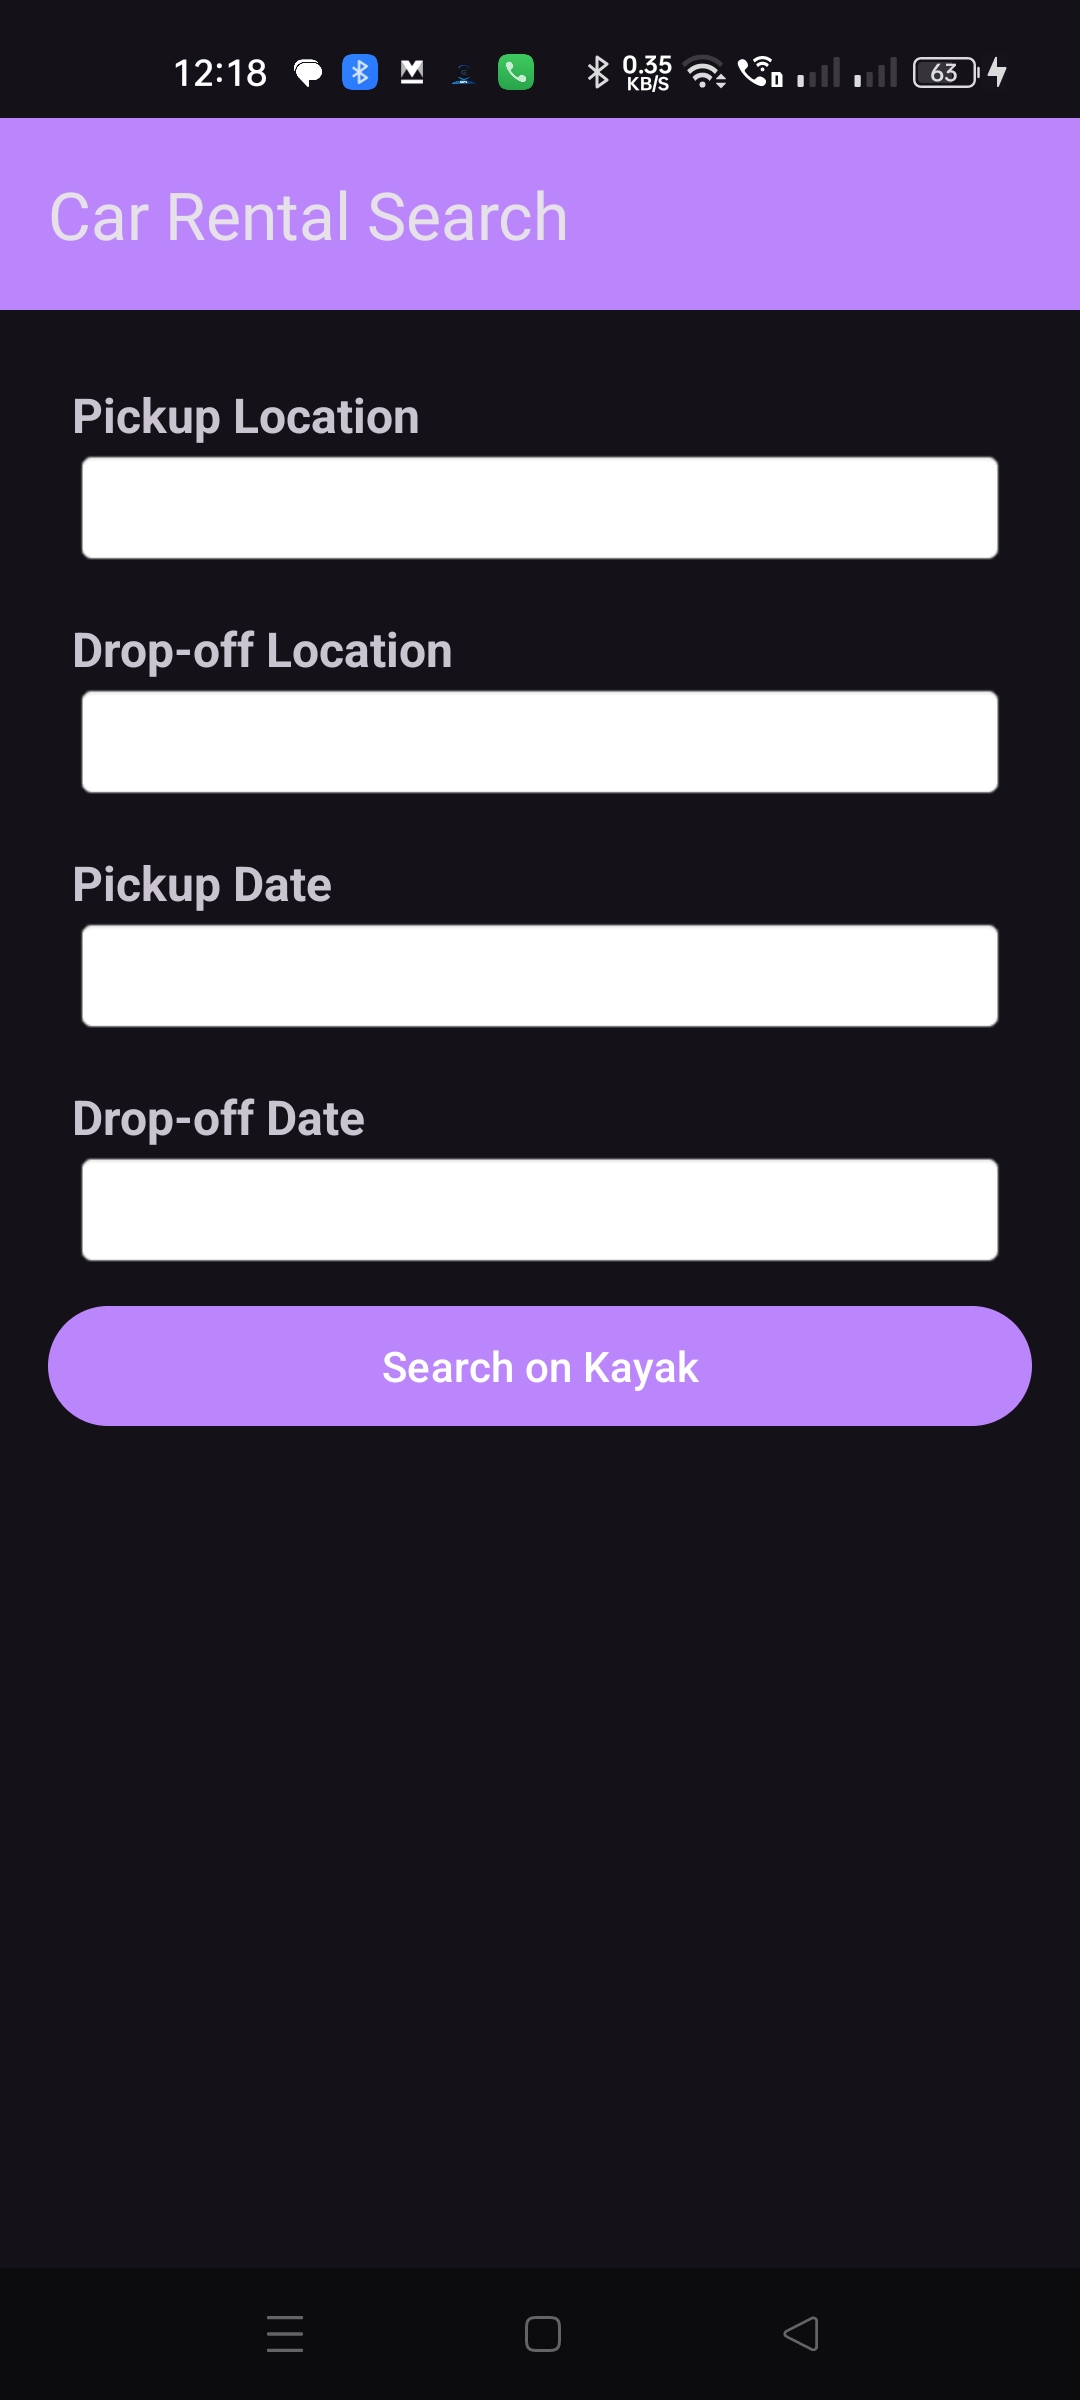 12:18 0.35 KB/S 63
Car Rental Search
Pickup Location
Drop-off Location
Pickup Date
Drop-off Date
Search on Kayak